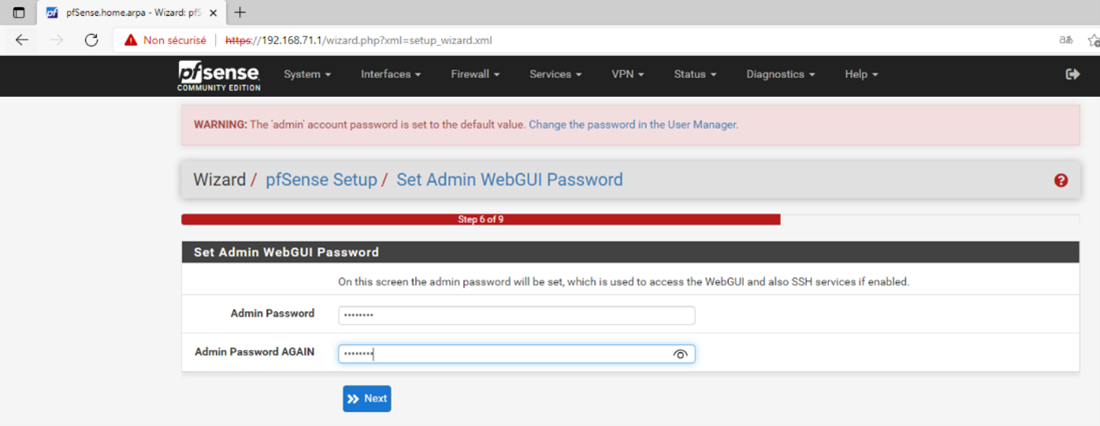 pfSense.home.arpa - Wizard: pfS
Non sécurisé | https://192.168.71.1/wizard.php?xml=setup_wizard.xml
pfsense
COMMUNITY EDITION
System Interfaces Firewall Services VPN Status Diagnostics Help
WARNING: The 'admin' account password is set to the default value. Change the password in the User Manager.
Wizard / pfSense Setup / Set Admin WebGUI Password
Step 6 of 9
Set Admin WebGUI Password
On this screen the admin password will be set, which is used to access the WebGUI and also SSH services if enabled.
Admin Password ••••••••
Admin Password AGAIN ••••••••
Next